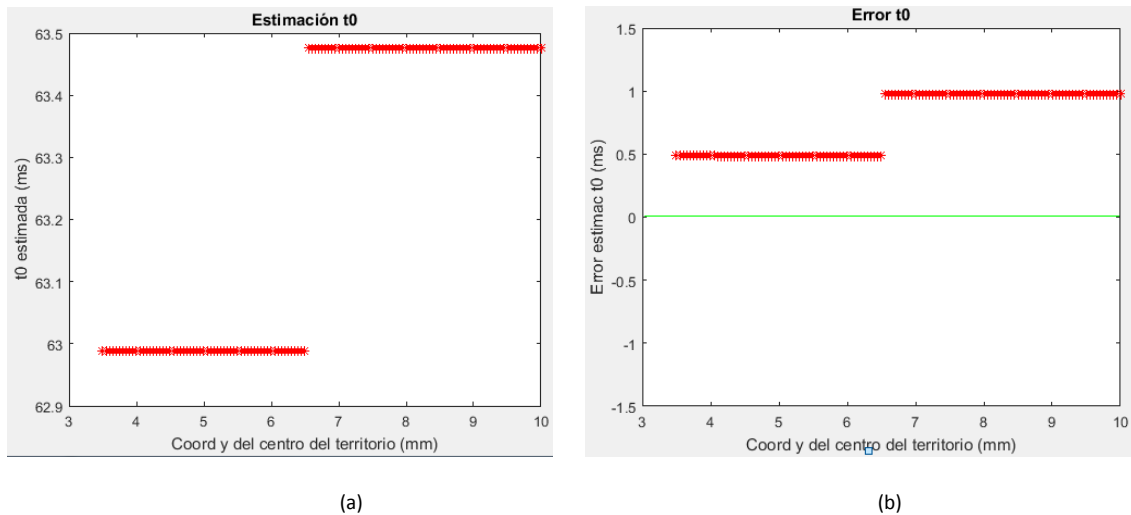 Estimación t0
63.5
63.4
63.3
63.2
63.1
63
62.9
t0 estimada (ms)
3 4 5 6 7 8 9 10
Coord y del centro del territorio (mm)
(a)
Error t0
1.5
1
0.5
0
-0.5
-1
-1.5
Error estimac t0 (ms)
3 4 5 6 7 8 9 10
Coord y del centro del territorio (mm)
(b)